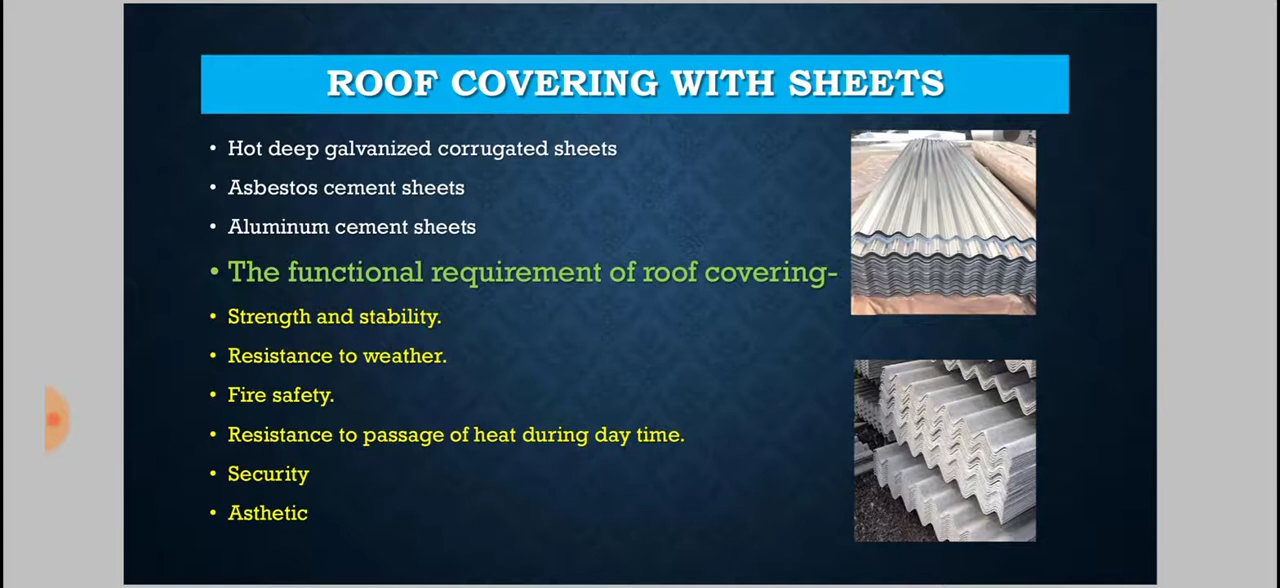 ROOF COVERING WITH SHEETS
• Hot deep galvanized corrugated sheets
• Asbestos cement sheets
• Aluminum cement sheets
• The functional requirement of roof covering-
• Strength and stability.
• Resistance to weather.
• Fire safety.
• Resistance to passage of heat during day time.
• Security
• Asthetic